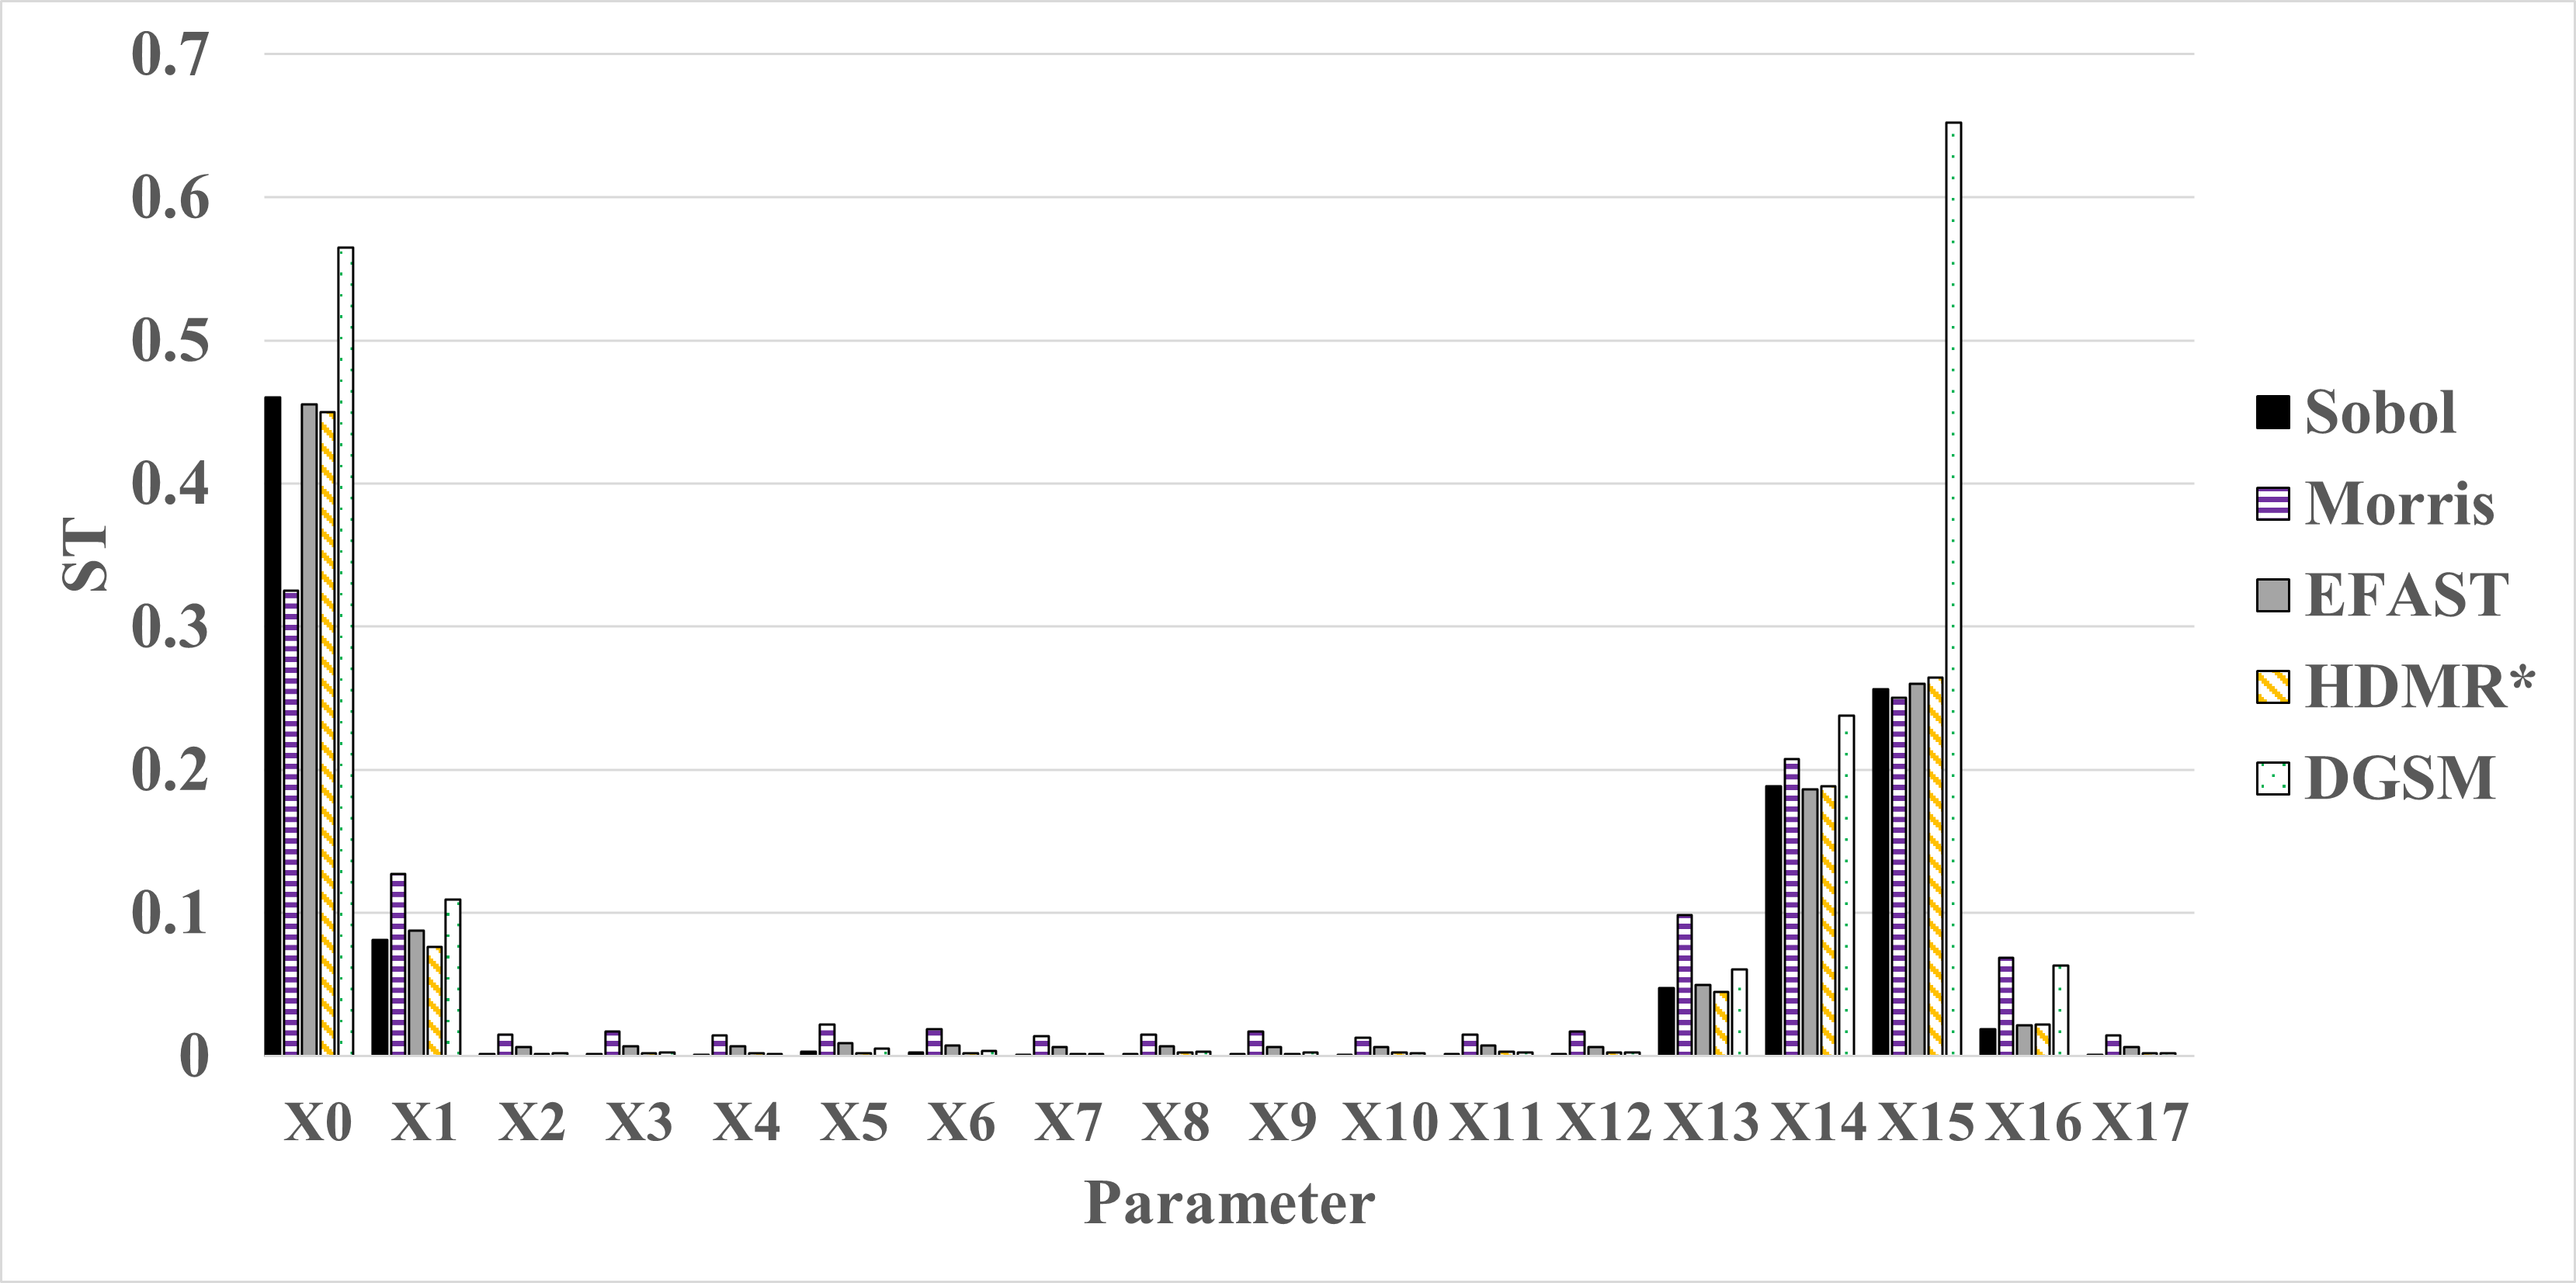 0.7
0.6
0.5
0.4
0.3
0.2
0.1
0
ST
X0 X1 X2 X3 X4 X5 X6 X7 X8 X9 X10 X11 X12 X13 X14 X15 X16 X17
Parameter
Sobol
Morris
EFAST
HDMR*
DGSM